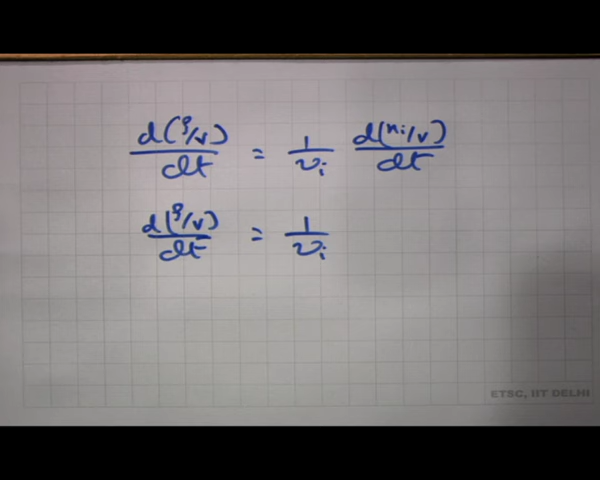 d(ξ/v)/dt = 1/νi d(ni/v)/dt
d(ξ/v)/dt = 1/νi
ETSC, IIT DELHI